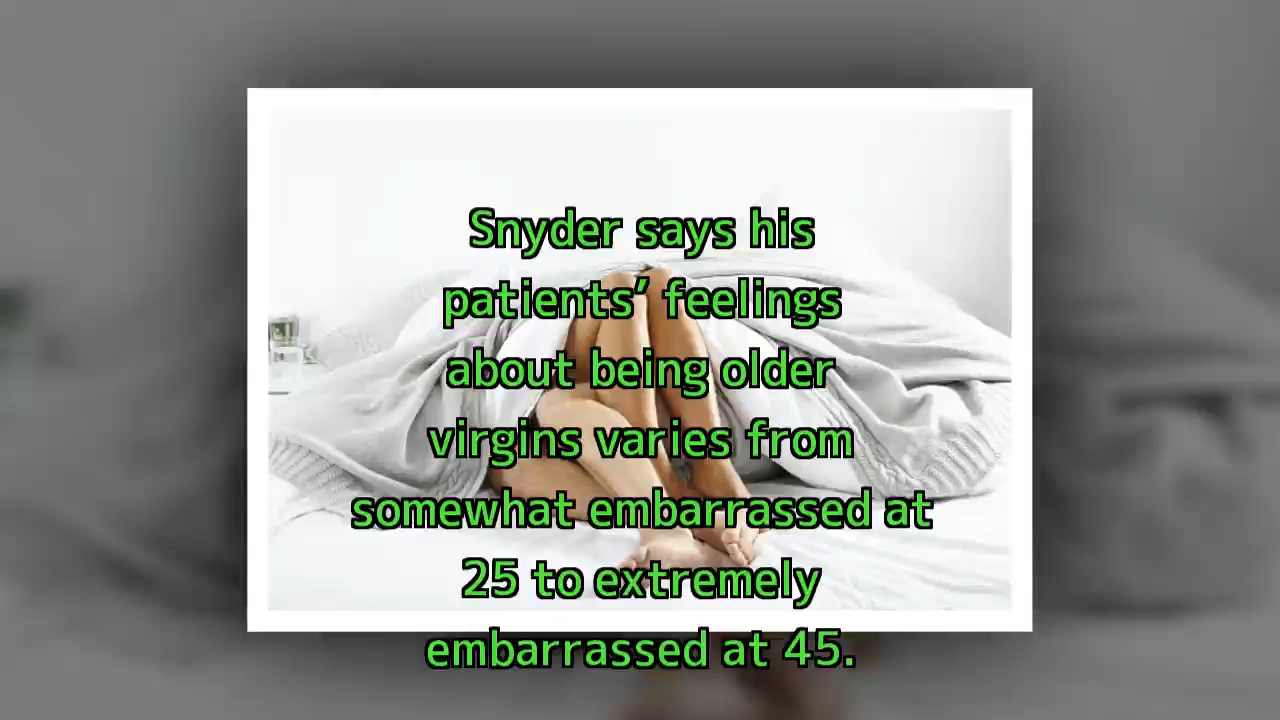 Snyder says his
patients’ feelings
about being older
virgins varies from
somewhat embarrassed at
25 to extremely
embarrassed at 45.